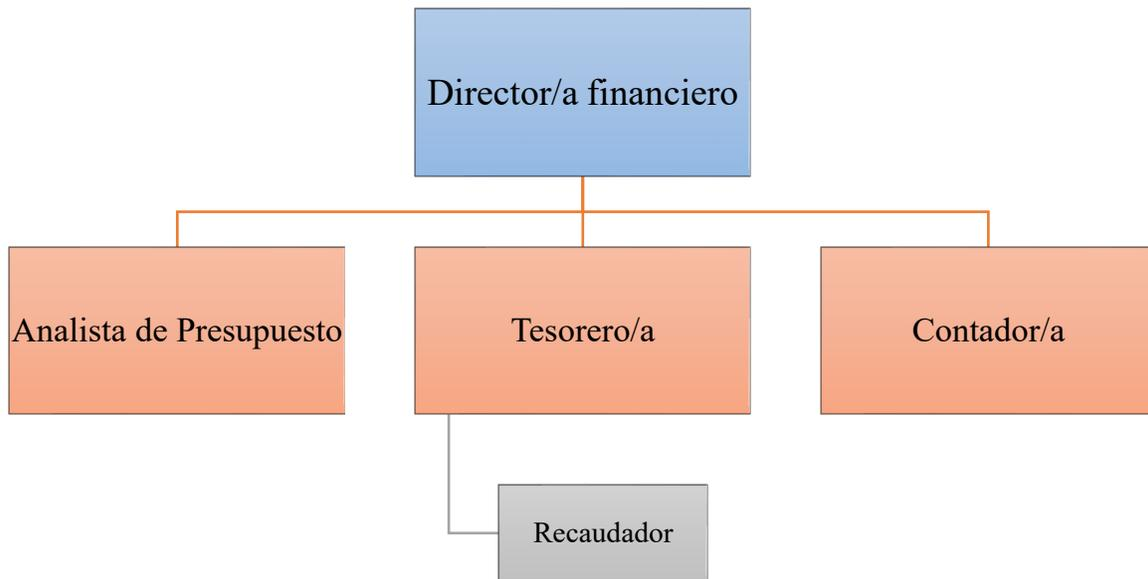 Director/a financiero
Analista de Presupuesto
Tesorero/a
Contador/a
Recaudador